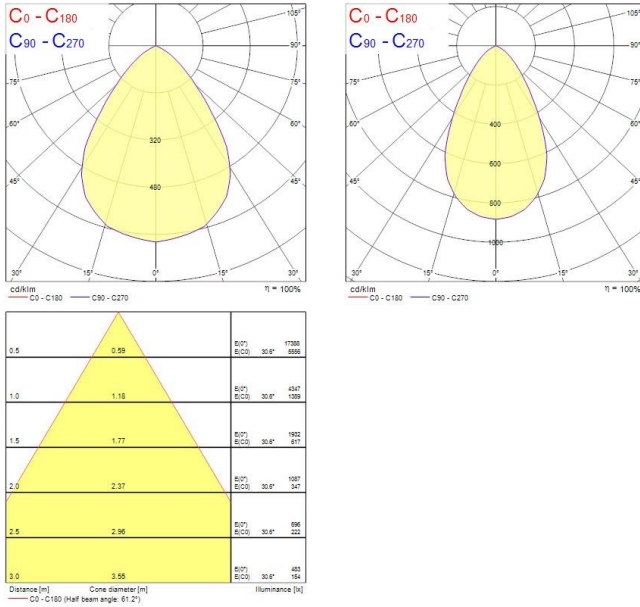 C0 - C180
C90 - C270
105°
90°
75°
75°
60°
60°
320
45°
45°
480
30°
15°
0°
15°
30°
cd/klm
η = 100%
C0 - C180
C90 - C270
C0 - C180
C90 - C270
105°
90°
75°
75°
60°
60°
400
45°
45°
600
800
1000
30°
15°
0°
15°
30°
cd/klm
η = 100%
C0 - C180
C90 - C270
0.5 0.59 E(0°) 17388
E(C0) 30.6° 5556
1.0 1.18 E(0°) 4347
E(C0) 30.6° 1389
1.5 1.77 E(0°) 1932
E(C0) 30.6° 617
2.0 2.37 E(0°) 1087
E(C0) 30.6° 347
2.5 2.96 E(0°) 696
E(C0) 30.6° 222
3.0 3.55 E(0°) 483
E(C0) 30.6° 154
Distance [m] Cone diameter [m] Illuminance [lx]
C0 - C180 (Half beam angle: 61.2°)